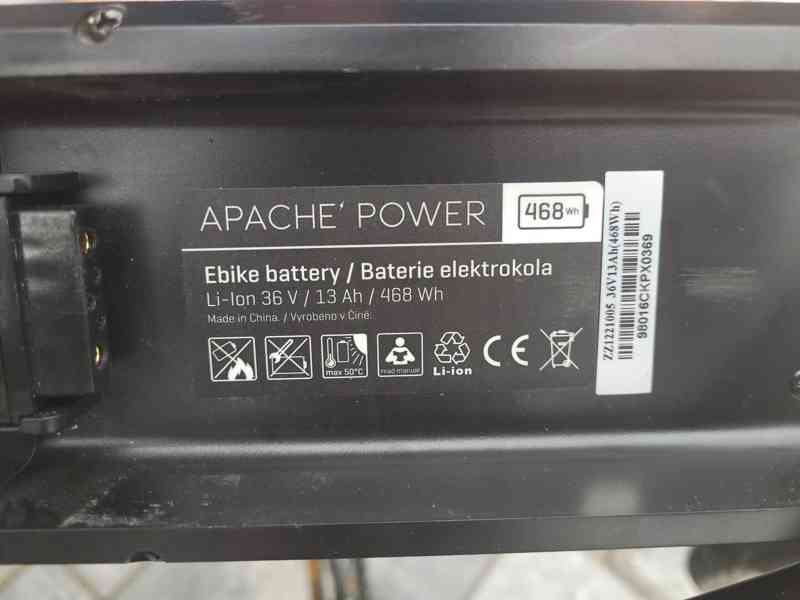 APACHE' POWER
468 Wh
Ebike battery / Baterie elektrokola
Li-Ion 36 V / 13 Ah / 468 Wh
Made in China. / Vyrobeno v Číně.
max 50°C
read manual
Li-ion
CE
ZZ1221005 36V13Ah(468Wh)
98016CKPX0369